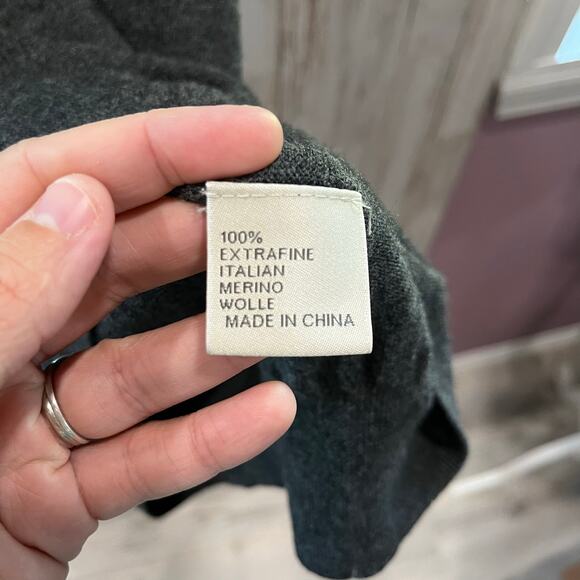 100%
EXTRAFINE
ITALIAN
MERINO
WOLLE
MADE IN CHINA